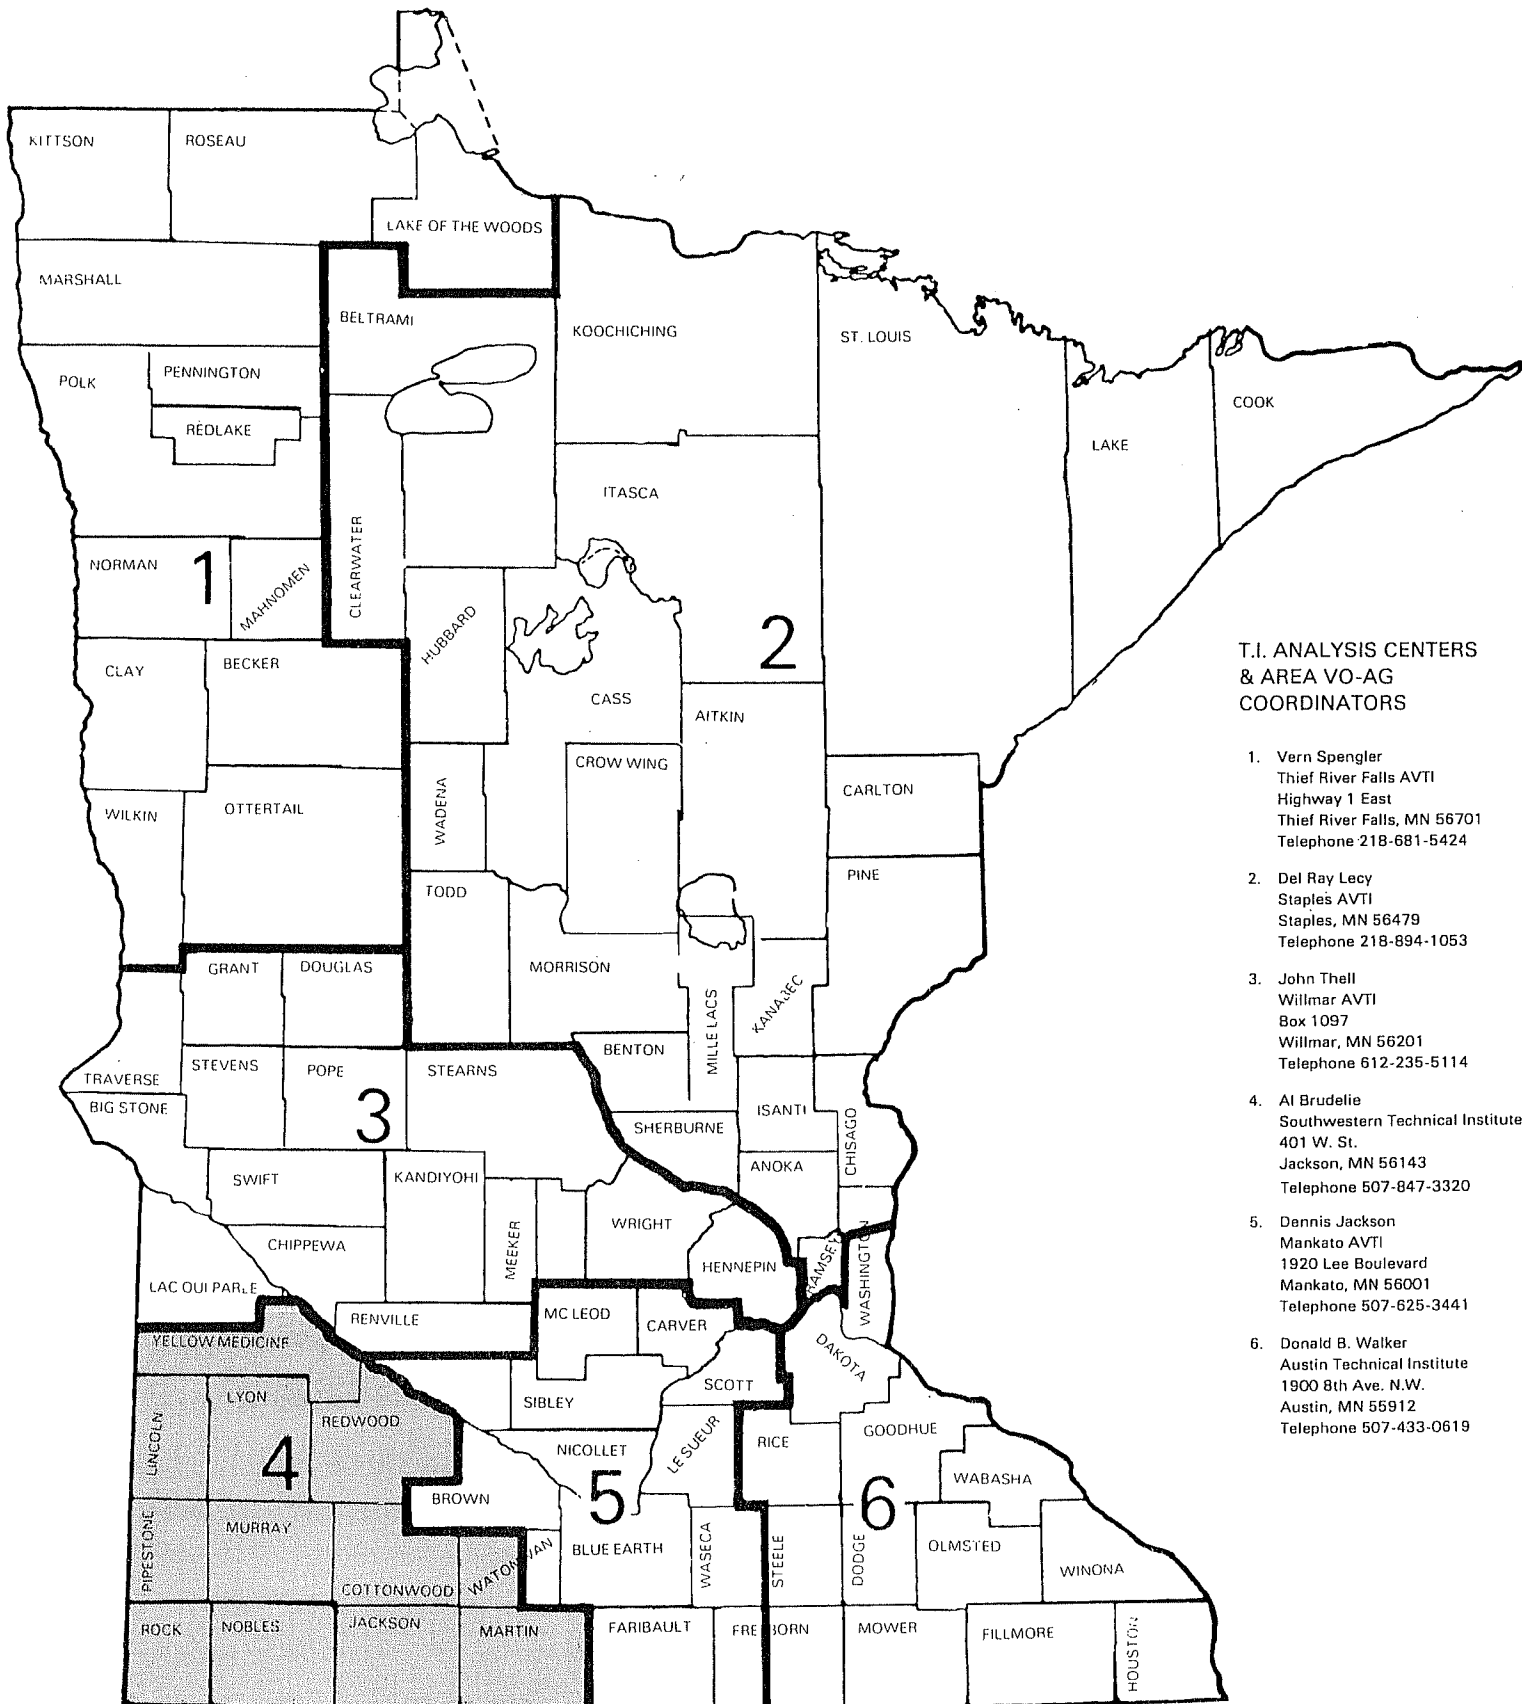 KITTSON
ROSEAU
LAKE OF THE WOODS
MARSHALL
BELTRAMI
KOOCHICHING
ST. LOUIS
POLK
PENNINGTON
REDLAKE
COOK
LAKE
ITASCA
CLEARWATER
NORMAN
1
MAHNOMEN
HUBBARD
2
CLAY
BECKER
CASS
AITKIN
CROW WING
WADENA
CARLTON
WILKIN
OTTERTAIL
TODD
PINE
GRANT
DOUGLAS
MORRISON
MILLE LACS
KANABEC
BENTON
TRAVERSE
STEVENS
POPE
STEARNS
BIG STONE
3
ISANTI
SHERBURNE
CHISAGO
ANOKA
SWIFT
KANDIYOHI
WRIGHT
MEEKER
CHIPPEWA
HENNEPIN
RAMSEY
WASHINGTON
LAC QUI PARLE
RENVILLE
MC LEOD
CARVER
YELLOW MEDICINE
DAKOTA
SCOTT
LYON
SIBLEY
REDWOOD
LINCOLN
4
NICOLLET
LE SUEUR
RICE
GOODHUE
WABASHA
BROWN
5
6
PIPESTONE
MURRAY
COTTONWOOD
WATONWAN
BLUE EARTH
WASECA
STEELE
DODGE
OLMSTED
WINONA
ROCK
NOBLES
JACKSON
MARTIN
FARIBAULT
FREEBORN
MOWER
FILLMORE
HOUSTON
T.I. ANALYSIS CENTERS
& AREA VO-AG
COORDINATORS
1. Vern Spengler
Thief River Falls AVTI
Highway 1 East
Thief River Falls, MN 56701
Telephone 218-681-5424
2. Del Ray Lecy
Staples AVTI
Staples, MN 56479
Telephone 218-894-1053
3. John Thell
Willmar AVTI
Box 1097
Willmar, MN 56201
Telephone 612-235-5114
4. Al Brudelie
Southwestern Technical Institute
401 W. St.
Jackson, MN 56143
Telephone 507-847-3320
5. Dennis Jackson
Mankato AVTI
1920 Lee Boulevard
Mankato, MN 56001
Telephone 507-625-3441
6. Donald B. Walker
Austin Technical Institute
1900 8th Ave. N.W.
Austin, MN 55912
Telephone 507-433-0619